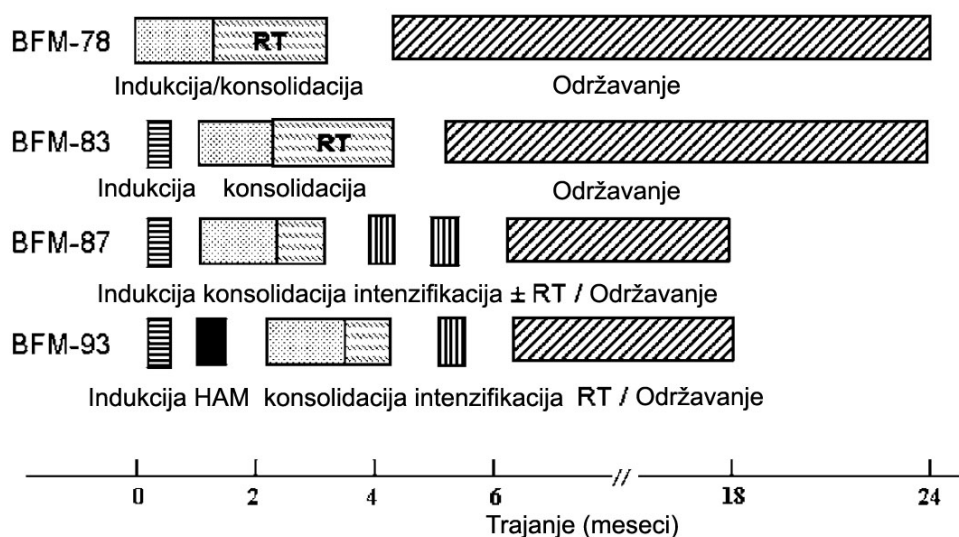 BFM-78 RT
Indukcija/konsolidacija Održavanje
BFM-83 RT
Indukcija konsolidacija Održavanje
BFM-87
Indukcija konsolidacija intenzifikacija ± RT / Održavanje
BFM-93
Indukcija HAM konsolidacija intenzifikacija RT / Održavanje
0 2 4 6 // 18 24
Trajanje (meseci)